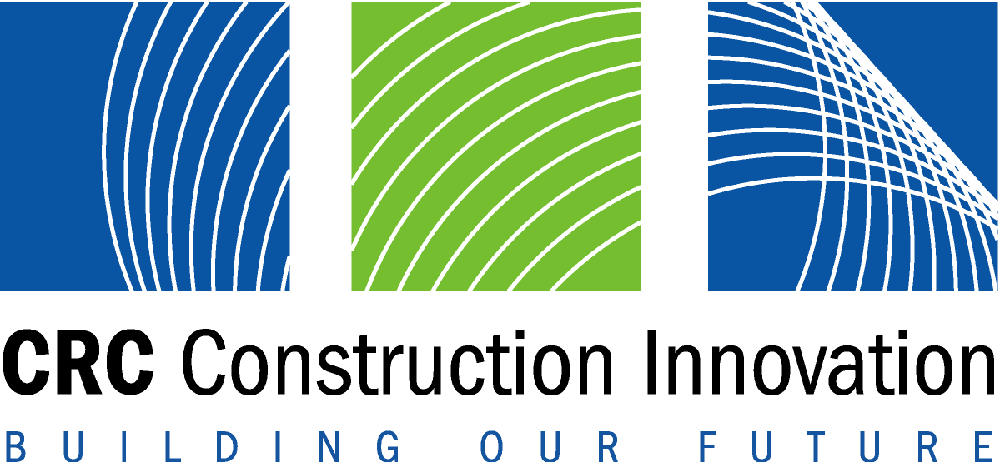 CRC Construction Innovation
BUILDING OUR FUTURE